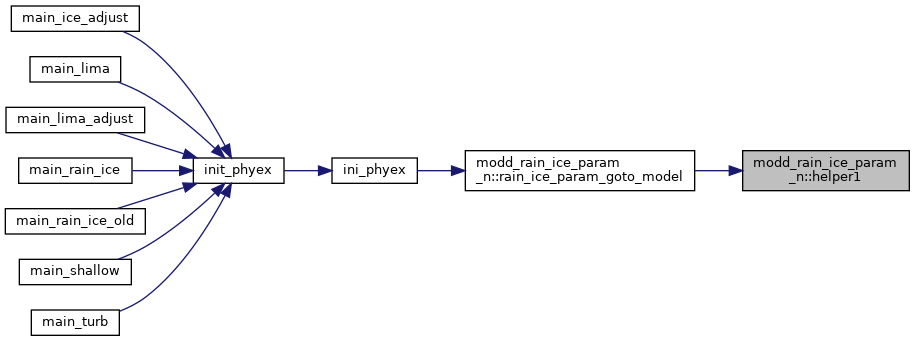 main_ice_adjust
main_lima
main_lima_adjust
main_rain_ice
main_rain_ice_old
main_shallow
main_turb
init_phyex
ini_phyex
modd_rain_ice_param
_n::rain_ice_param_goto_model
modd_rain_ice_param
_n::helper1